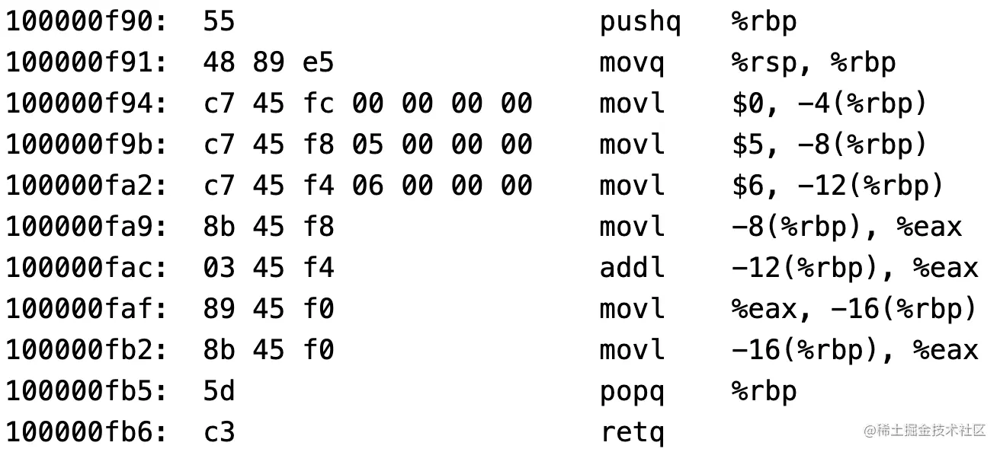 100000f90: 55 pushq %rbp
100000f91: 48 89 e5 movq %rsp, %rbp
100000f94: c7 45 fc 00 00 00 00 movl $0, -4(%rbp)
100000f9b: c7 45 f8 05 00 00 00 movl $5, -8(%rbp)
100000fa2: c7 45 f4 06 00 00 00 movl $6, -12(%rbp)
100000fa9: 8b 45 f8 movl -8(%rbp), %eax
100000fac: 03 45 f4 addl -12(%rbp), %eax
100000faf: 89 45 f0 movl %eax, -16(%rbp)
100000fb2: 8b 45 f0 movl -16(%rbp), %eax
100000fb5: 5d popq %rbp
100000fb6: c3 retq
@稀土掘金技术社区